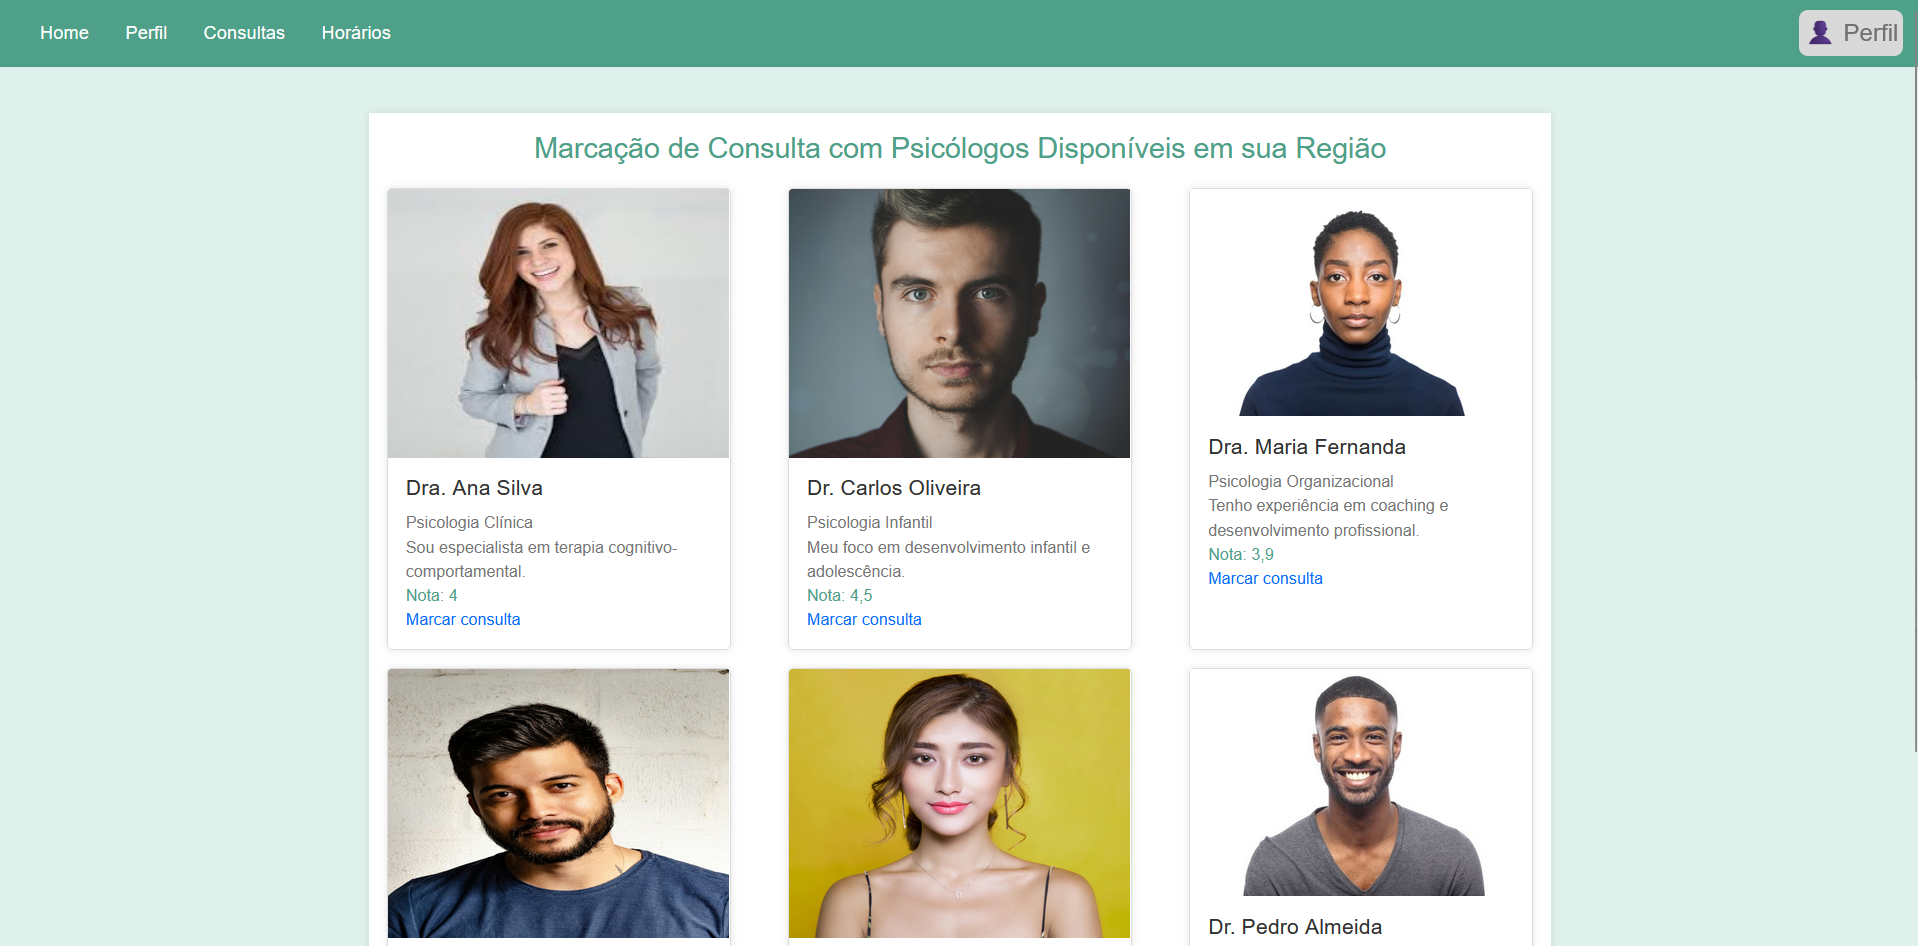 Home Perfil Consultas Horários
Perfil
Marcação de Consulta com Psicólogos Disponíveis em sua Região
Dra. Ana Silva
Psicologia Clínica
Sou especialista em terapia cognitivo-
comportamental.
Nota: 4
Marcar consulta
Dr. Carlos Oliveira
Psicologia Infantil
Meu foco em desenvolvimento infantil e
adolescência.
Nota: 4,5
Marcar consulta
Dra. Maria Fernanda
Psicologia Organizacional
Tenho experiência em coaching e
desenvolvimento profissional.
Nota: 3,9
Marcar consulta
Dr. Pedro Almeida